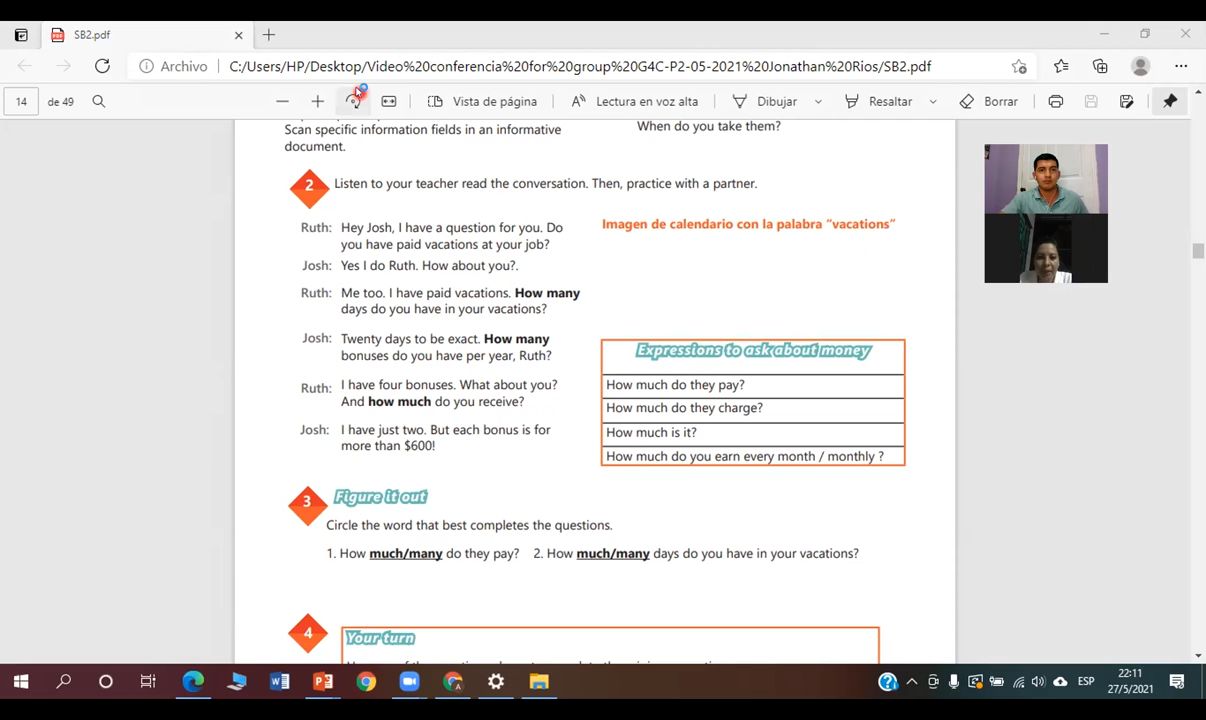 SB2.pdf
Archivo
C:/Users/HP/Desktop/Video%20conferencia%20for%20group%20G4C-P2-05-2021%20Jonathan%20Rios/SB2.pdf
14
de 49
Vista de página
Lectura en voz alta
Dibujar
Resaltar
Borrar
Scan specific information fields in an informative
document.
When do you take them?
2
Listen to your teacher read the conversation. Then, practice with a partner.
Ruth: Hey Josh, I have a question for you. Do
you have paid vacations at your job?
Josh: Yes I do Ruth. How about you?.
Ruth: Me too. I have paid vacations. How many
days do you have in your vacations?
Josh: Twenty days to be exact. How many
bonuses do you have per year, Ruth?
Ruth: I have four bonuses. What about you?
And how much do you receive?
Josh: I have just two. But each bonus is for
more than $600!
Imagen de calendario con la palabra “vacations”
Expressions to ask about money
How much do they pay?
How much do they charge?
How much is it?
How much do you earn every month / monthly ?
3
Figure it out
Circle the word that best completes the questions.
1. How much/many do they pay? 2. How much/many days do you have in your vacations?
4
Your turn
ESP
22:11
27/5/2021